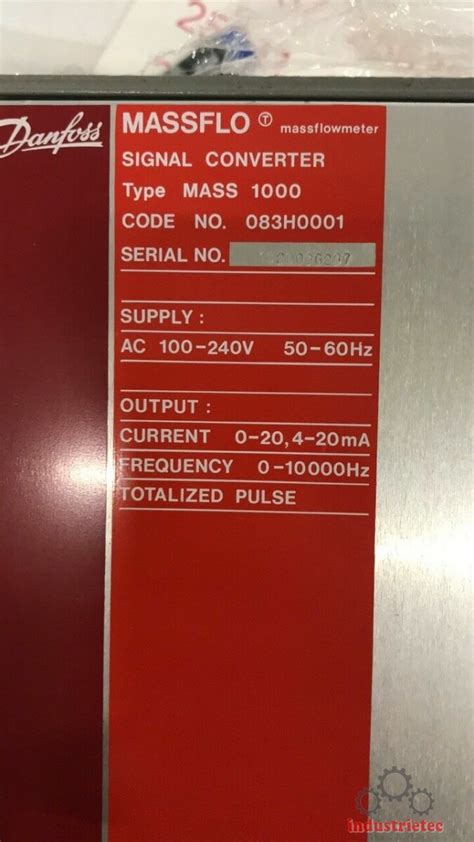 Danfoss
MASSFLO Ⓣ massflowmeter
SIGNAL CONVERTER
Type MASS 1000
CODE NO. 083H0001
SERIAL NO.
SUPPLY :
AC 100-240V 50-60Hz
OUTPUT :
CURRENT 0-20, 4-20mA
FREQUENCY 0-10000Hz
TOTALIZED PULSE
industrietec